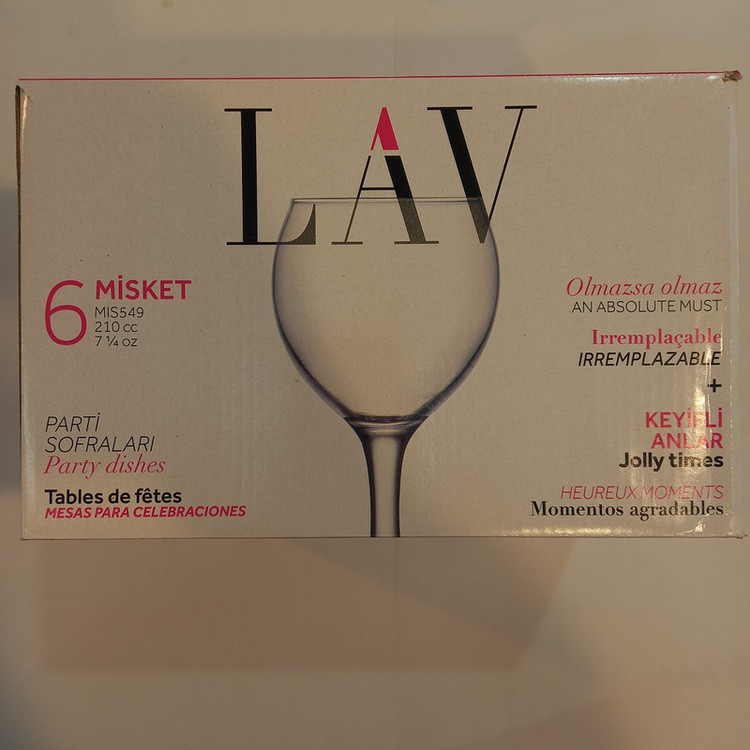 LAV
6 MİSKET
MIS549
210 cc
7 ¼ oz
PARTİ
SOFRALARI
Party dishes
Tables de fêtes
MESAS PARA CELEBRACIONES
Olmazsa olmaz
AN ABSOLUTE MUST
Irremplaçable
IRREMPLAZABLE
+
KEYİFLİ
ANLAR
Jolly times
HEUREUX MOMENTS
Momentos agradables